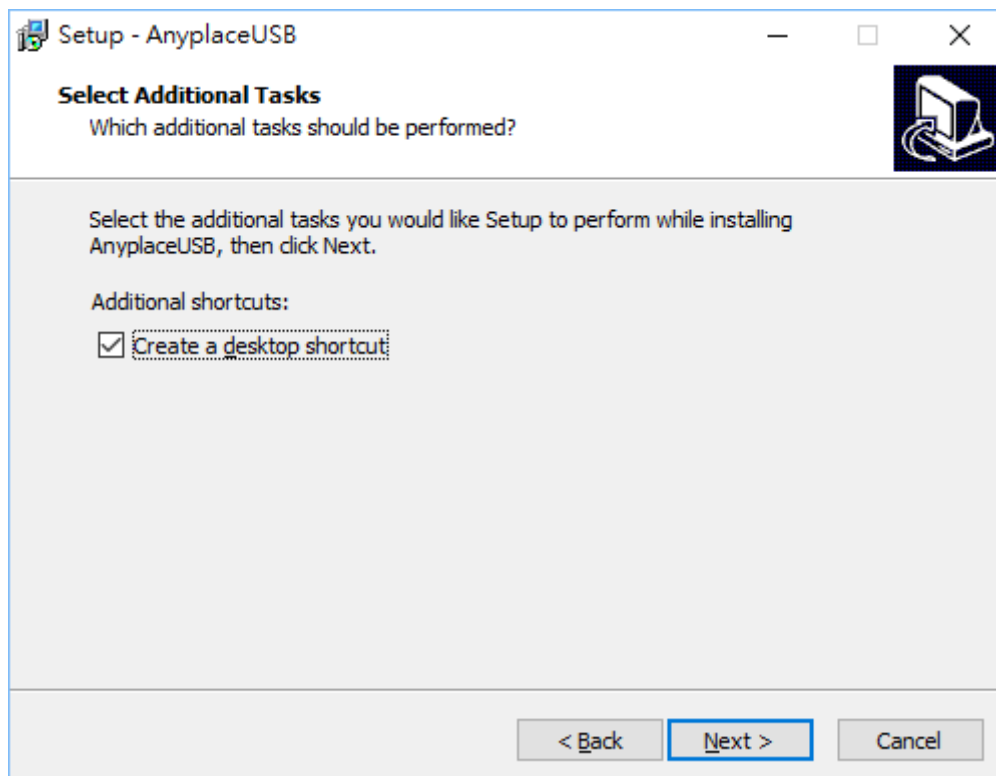 Setup - AnyplaceUSB
Select Additional Tasks
Which additional tasks should be performed?
Select the additional tasks you would like Setup to perform while installing
AnyplaceUSB, then click Next.
Additional shortcuts:
Create a desktop shortcut
< Back Next > Cancel